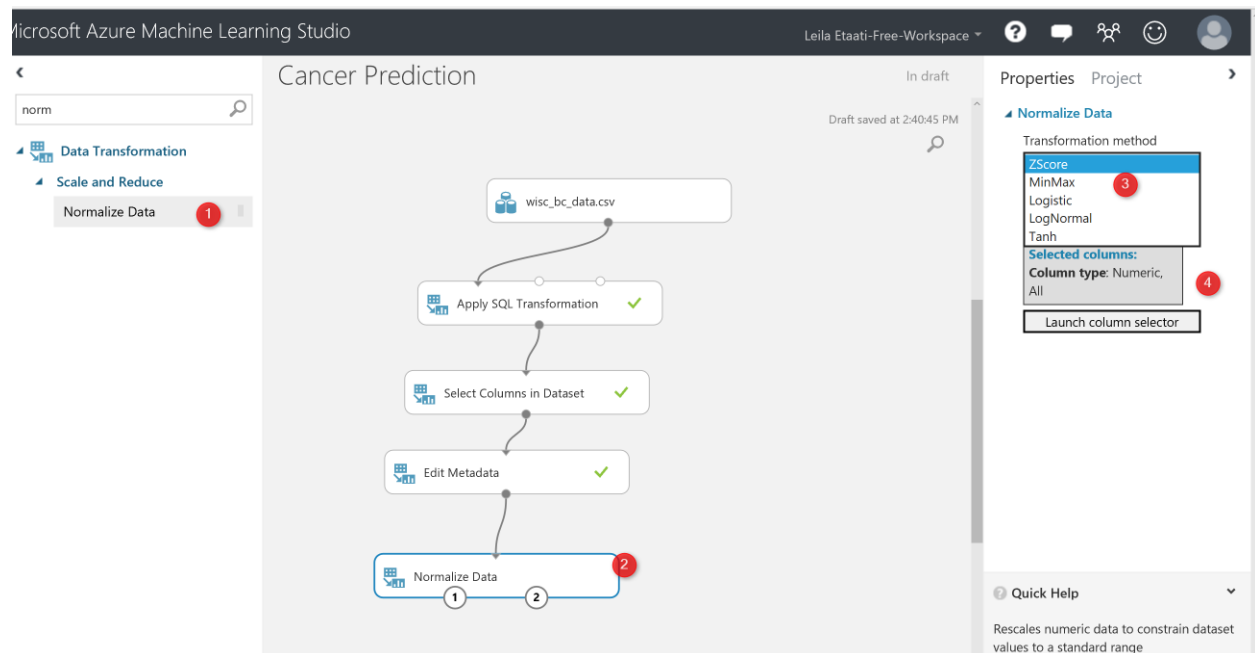 Microsoft Azure Machine Learning Studio
Leila Etaati-Free-Workspace
?
norm
Data Transformation
Scale and Reduce
Normalize Data
1
Cancer Prediction
In draft
Draft saved at 2:40:45 PM
wisc_bc_data.csv
Apply SQL Transformation
Select Columns in Dataset
Edit Metadata
Normalize Data
2
1
2
Properties Project
Normalize Data
Transformation method
ZScore
MinMax
3
Logistic
LogNormal
Tanh
Selected columns:
Column type: Numeric,
All
4
Launch column selector
? Quick Help
Rescales numeric data to constrain dataset
values to a standard range